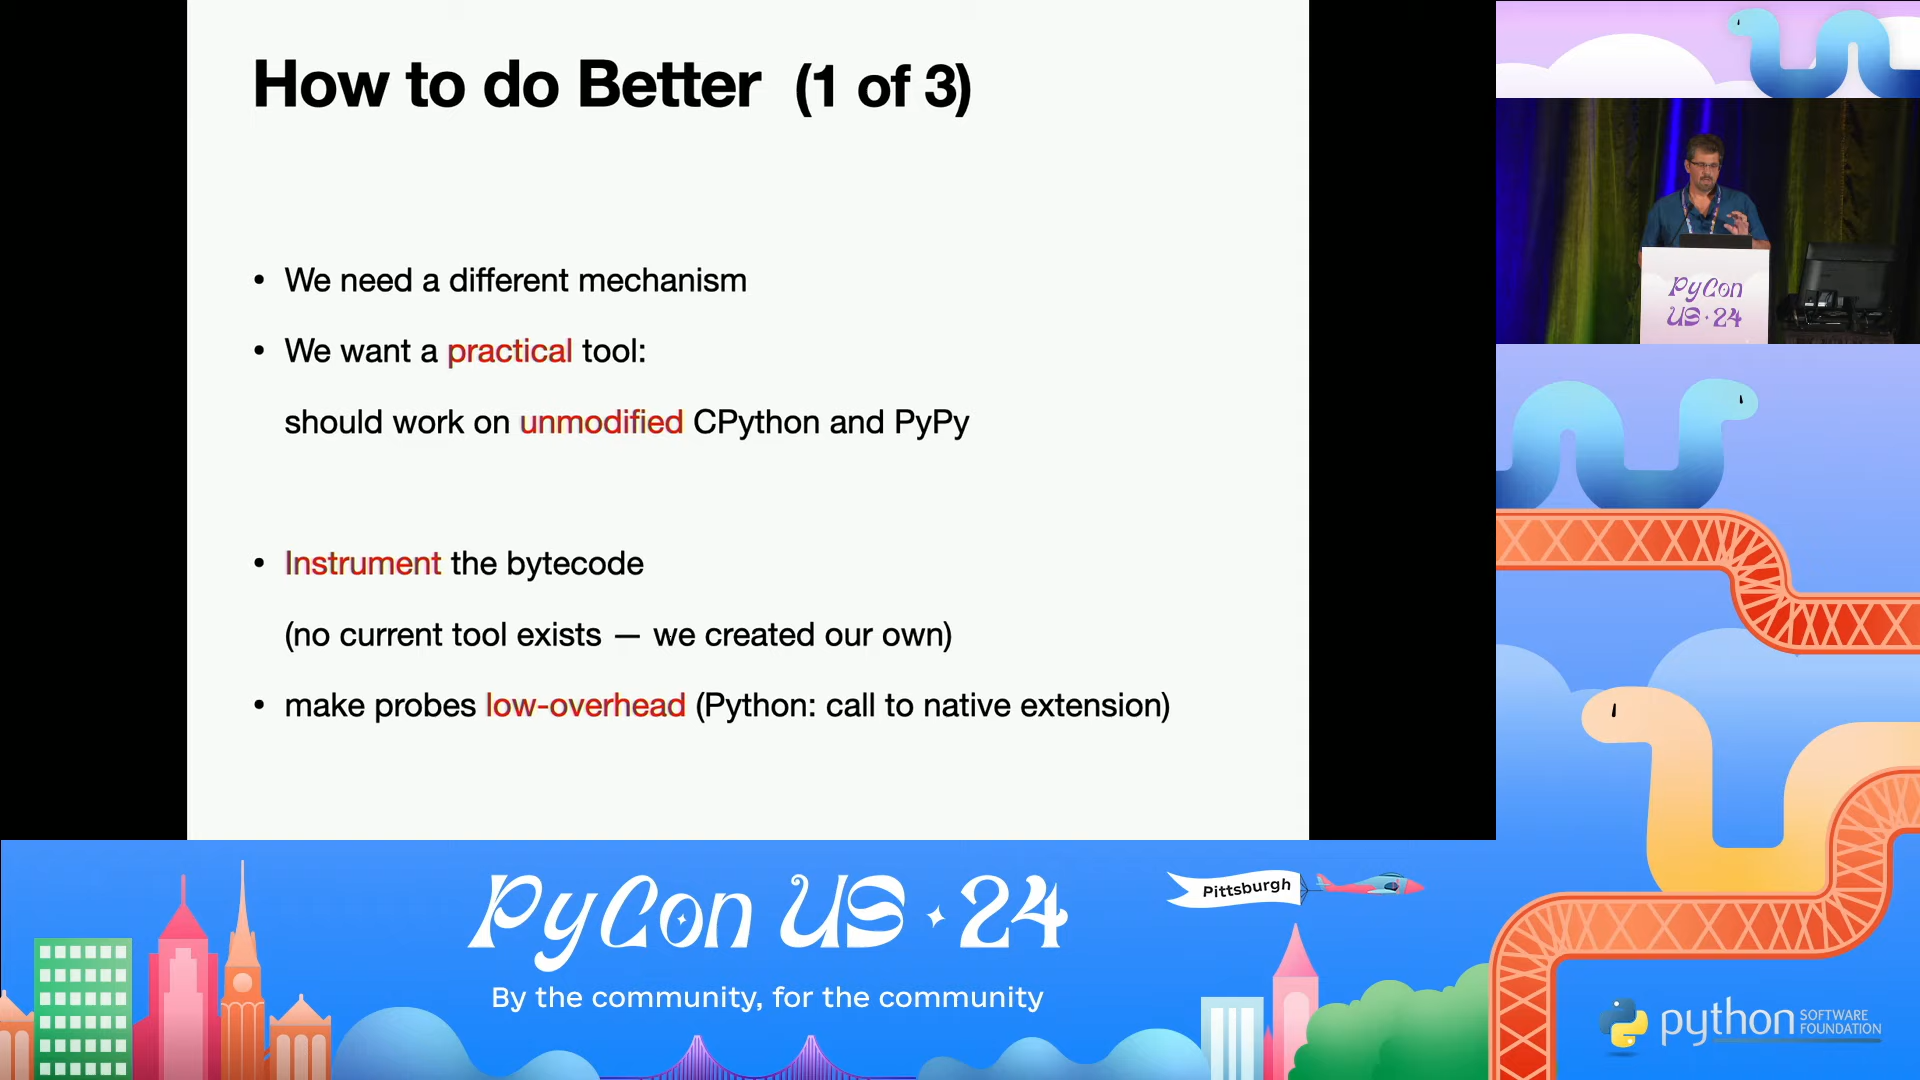 How to do Better (1 of 3)
• We need a different mechanism
• We want a practical tool:
should work on unmodified CPython and PyPy
• Instrument the bytecode
(no current tool exists — we created our own)
• make probes low-overhead (Python: call to native extension)
PyCon
US·24
PyCon US ·24
Pittsburgh
By the community, for the community
python SOFTWARE
FOUNDATION